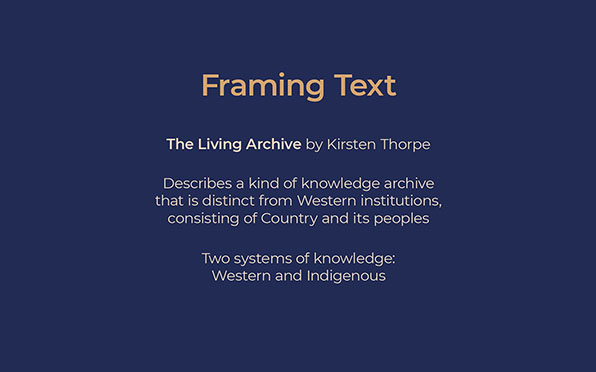 Framing Text
The Living Archive by Kirsten Thorpe
Describes a kind of knowledge archive
that is distinct from Western institutions,
consisting of Country and its peoples
Two systems of knowledge:
Western and Indigenous